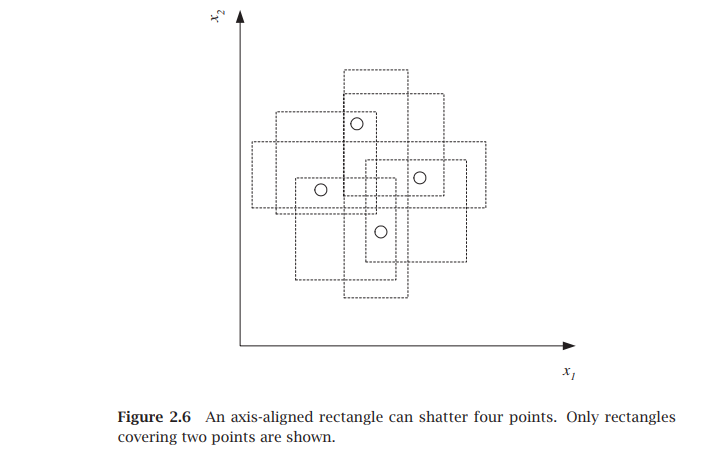 x2
x1
Figure 2.6 An axis-aligned rectangle can shatter four points. Only rectangles
covering two points are shown.